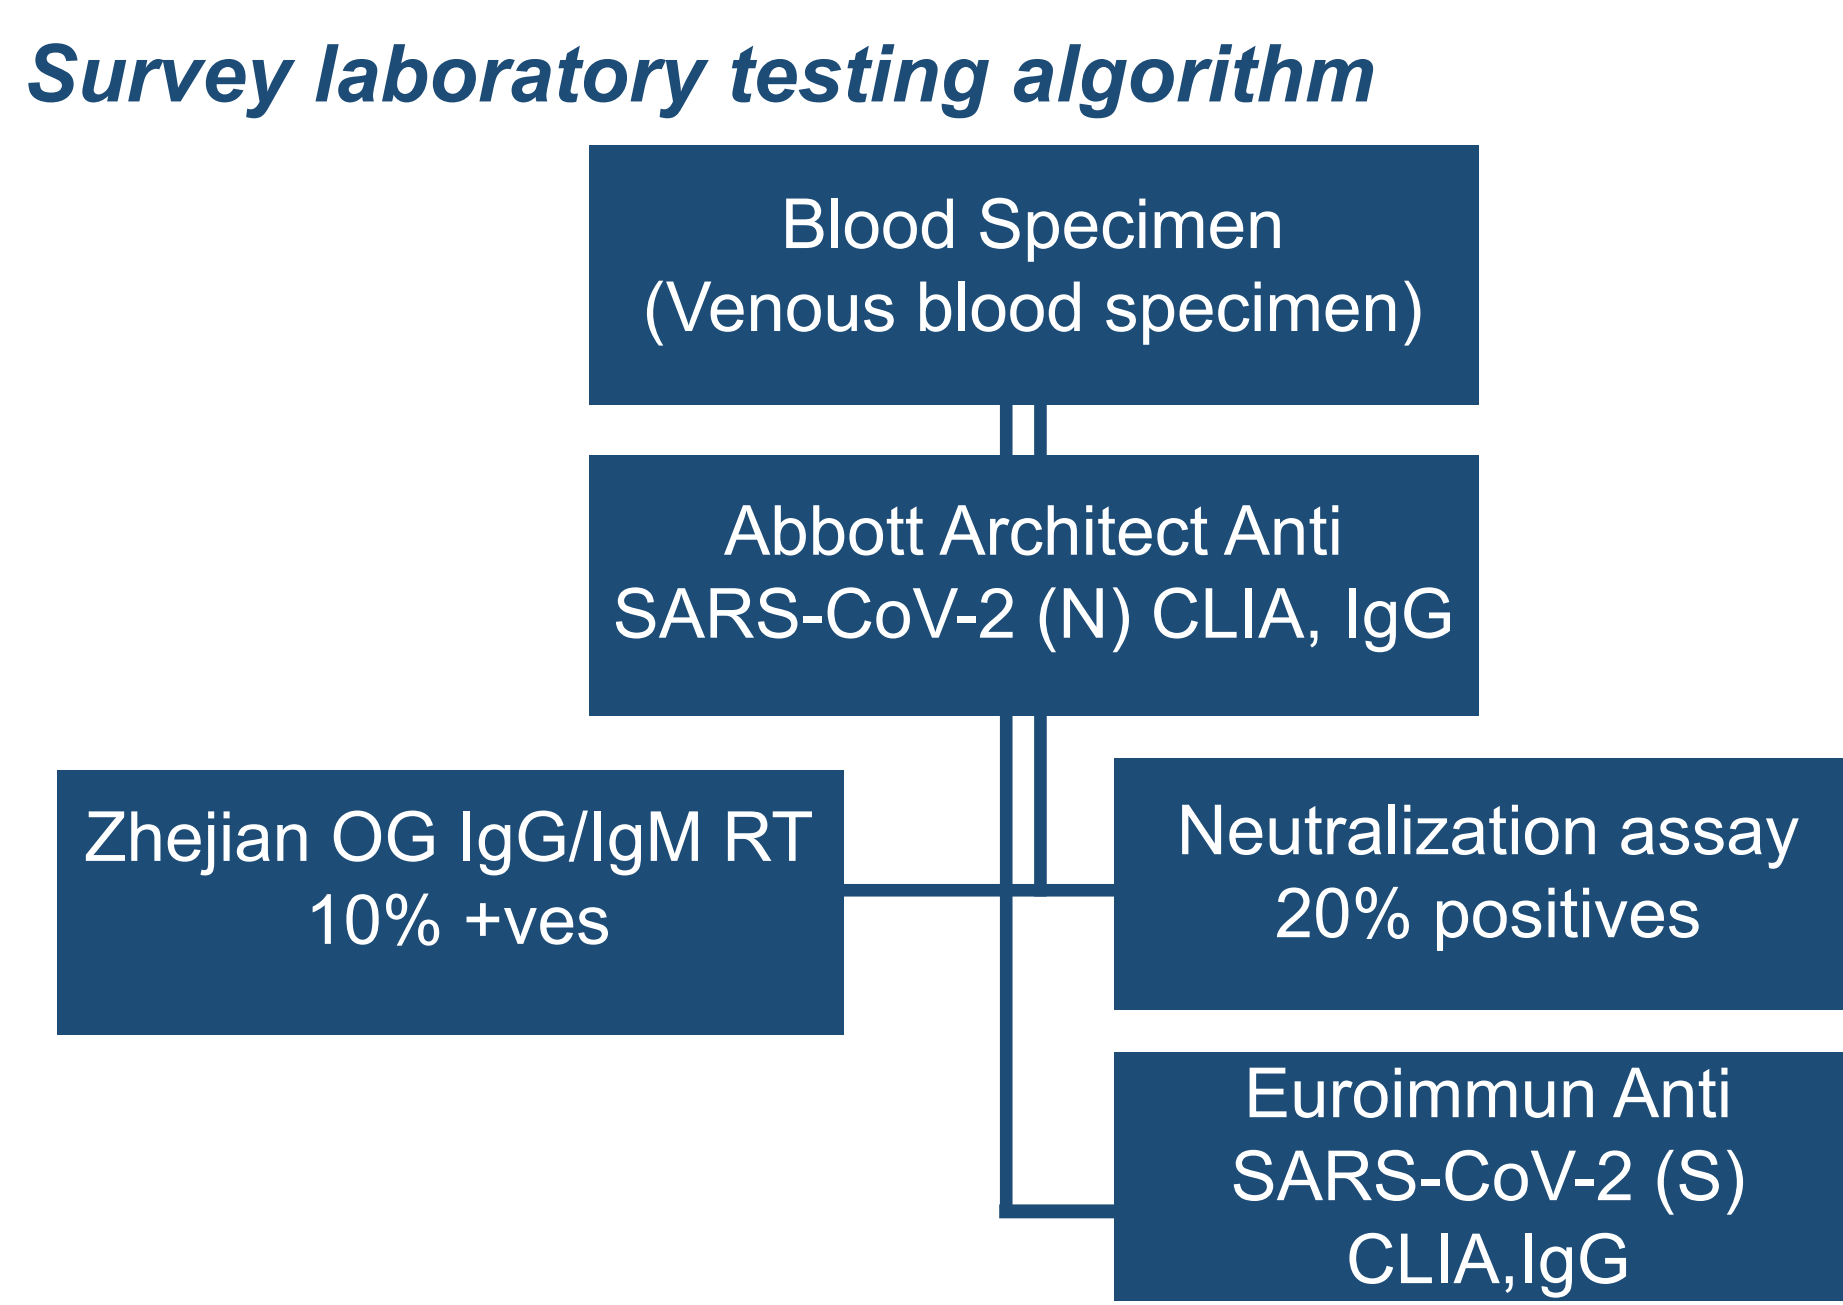 Survey laboratory testing algorithm
Blood Specimen
(Venous blood specimen)
Abbott Architect Anti
SARS-CoV-2 (N) CLIA, IgG
Zhejian OG IgG/IgM RT
10% +ves
Neutralization assay
20% positives
Euroimmun Anti
SARS-CoV-2 (S)
CLIA,IgG